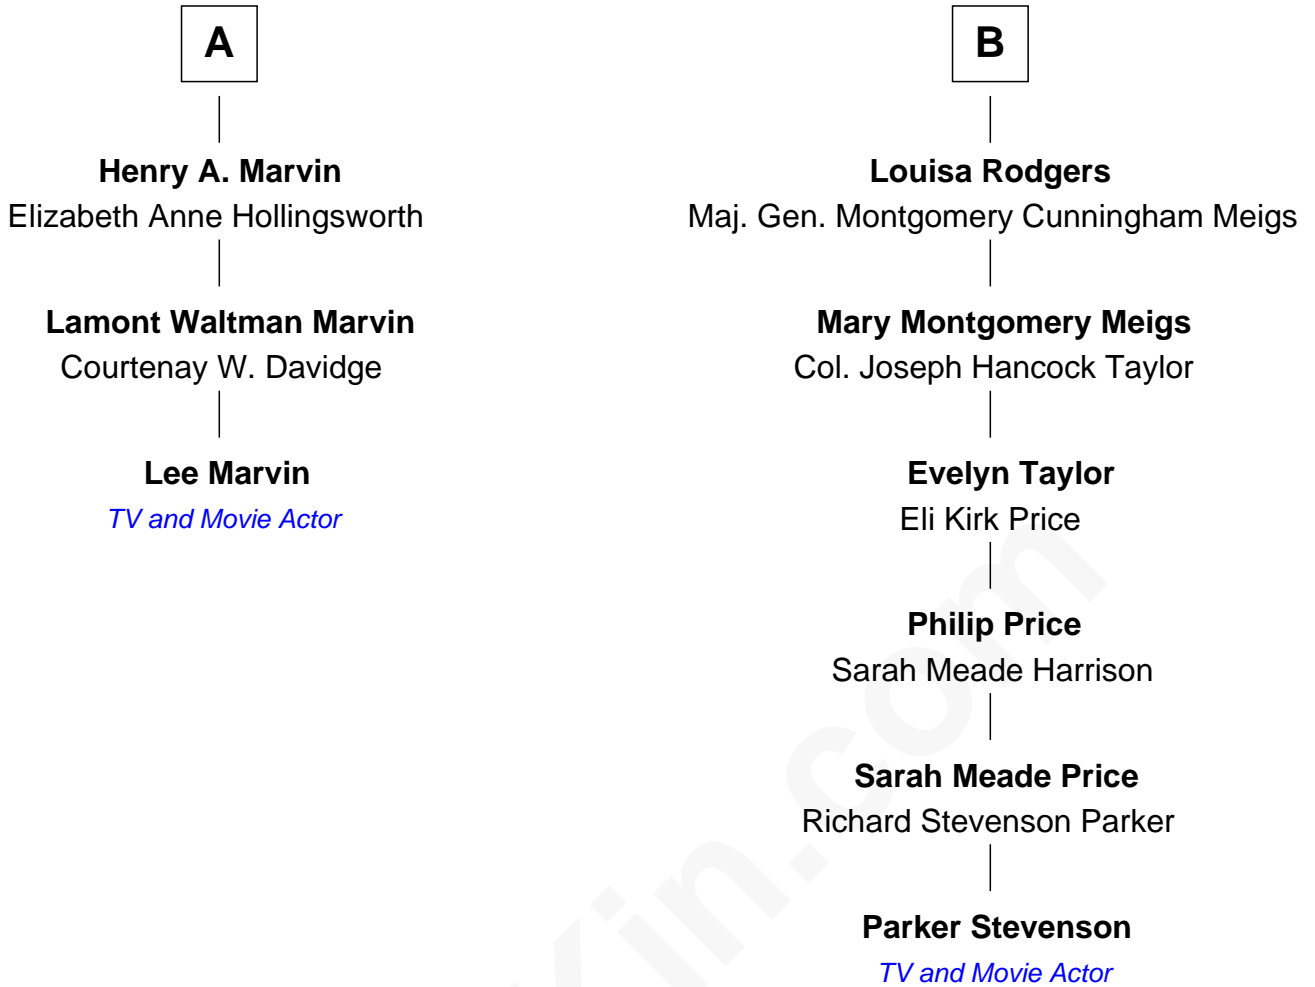 A
Henry A. Marvin
Elizabeth Anne Hollingsworth
Lamont Waltman Marvin
Courtenay W. Davidge
Lee Marvin
TV and Movie Actor
B
Louisa Rodgers
Maj. Gen. Montgomery Cunningham Meigs
Mary Montgomery Meigs
Col. Joseph Hancock Taylor
Evelyn Taylor
Eli Kirk Price
Philip Price
Sarah Meade Harrison
Sarah Meade Price
Richard Stevenson Parker
Parker Stevenson
TV and Movie Actor
Kin.com